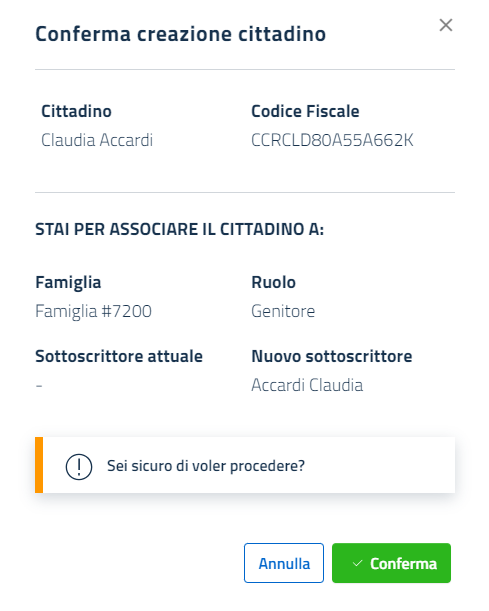 Conferma creazione cittadino
Cittadino
Codice Fiscale
Claudia Accardi
CCRCLD80A55A662K
STAI PER ASSOCIARE IL CITTADINO A:
Famiglia
Ruolo
Famiglia #7200
Genitore
Sottoscrittore attuale
Nuovo sottoscrittore
-
Accardi Claudia
Sei sicuro di voler procedere?
Annulla
Conferma